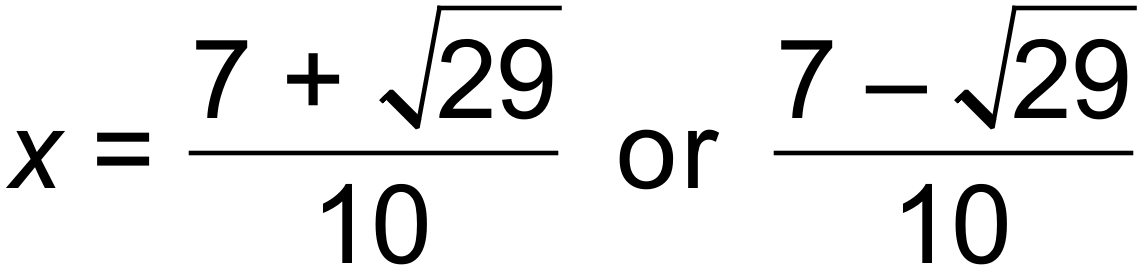 x = (7 + √29)/10 or (7 – √29)/10